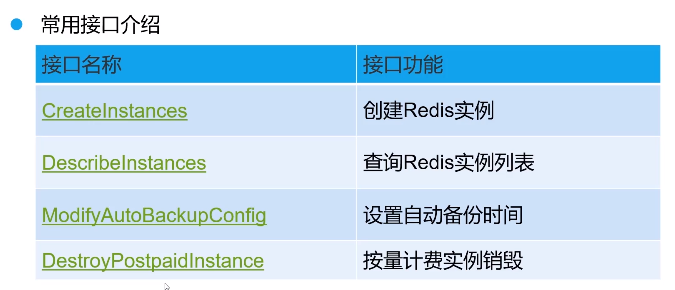 常用接口介绍
接口名称 接口功能
CreateInstances 创建Redis实例
DescribeInstances 查询Redis实例列表
ModifyAutoBackupConfig 设置自动备份时间
DestroyPostpaidInstance 按量计费实例销毁